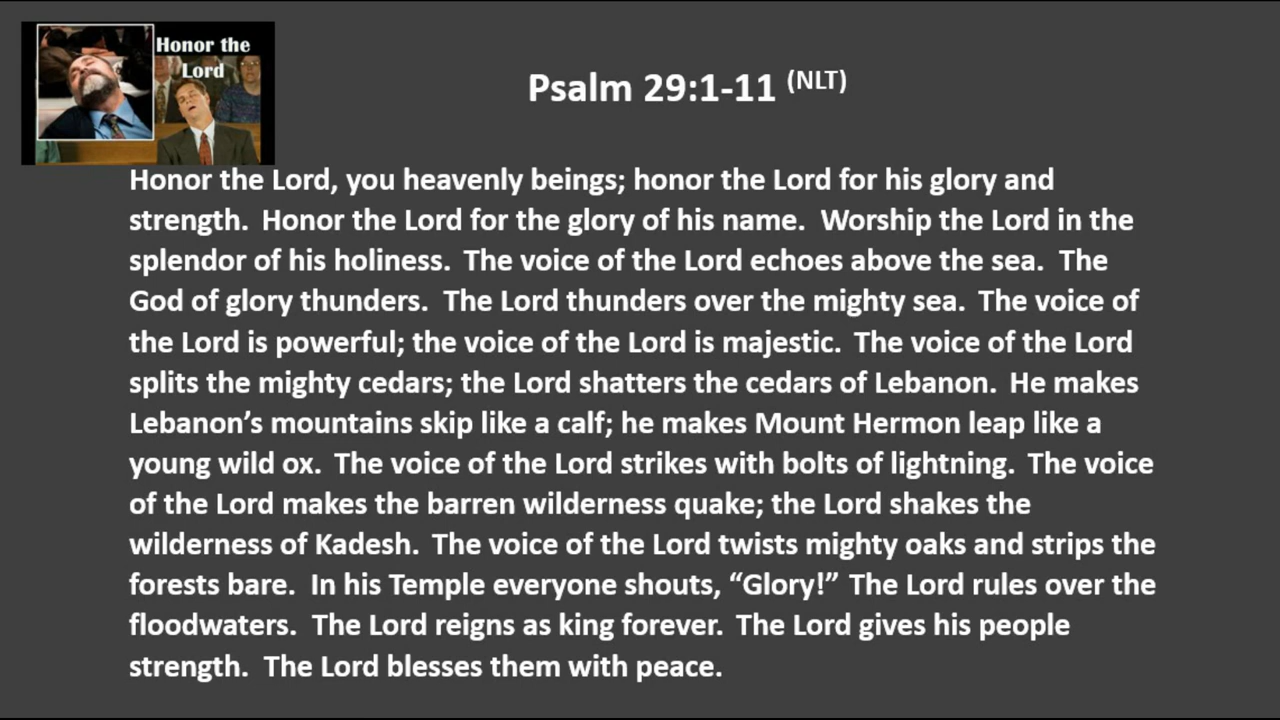 Honor the
Lord
Psalm 29:1-11 (NLT)
Honor the Lord, you heavenly beings; honor the Lord for his glory and
strength.  Honor the Lord for the glory of his name.  Worship the Lord in the
splendor of his holiness.  The voice of the Lord echoes above the sea.  The
God of glory thunders.  The Lord thunders over the mighty sea.  The voice of
the Lord is powerful; the voice of the Lord is majestic.  The voice of the Lord
splits the mighty cedars; the Lord shatters the cedars of Lebanon.  He makes
Lebanon’s mountains skip like a calf; he makes Mount Hermon leap like a
young wild ox.  The voice of the Lord strikes with bolts of lightning.  The voice
of the Lord makes the barren wilderness quake; the Lord shakes the
wilderness of Kadesh.  The voice of the Lord twists mighty oaks and strips the
forests bare.  In his Temple everyone shouts, “Glory!” The Lord rules over the
floodwaters.  The Lord reigns as king forever.  The Lord gives his people
strength.  The Lord blesses them with peace.